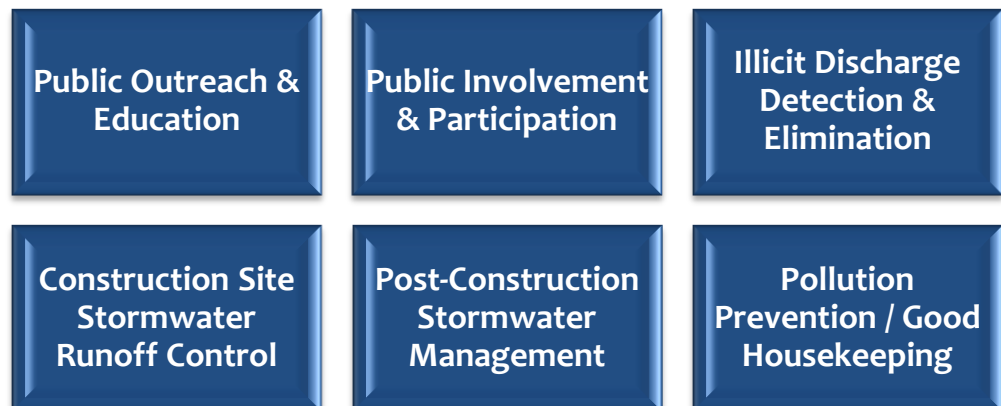 Public Outreach &
Education
Public Involvement
& Participation
Illicit Discharge
Detection &
Elimination
Construction Site
Stormwater
Runoff Control
Post-Construction
Stormwater
Management
Pollution
Prevention / Good
Housekeeping